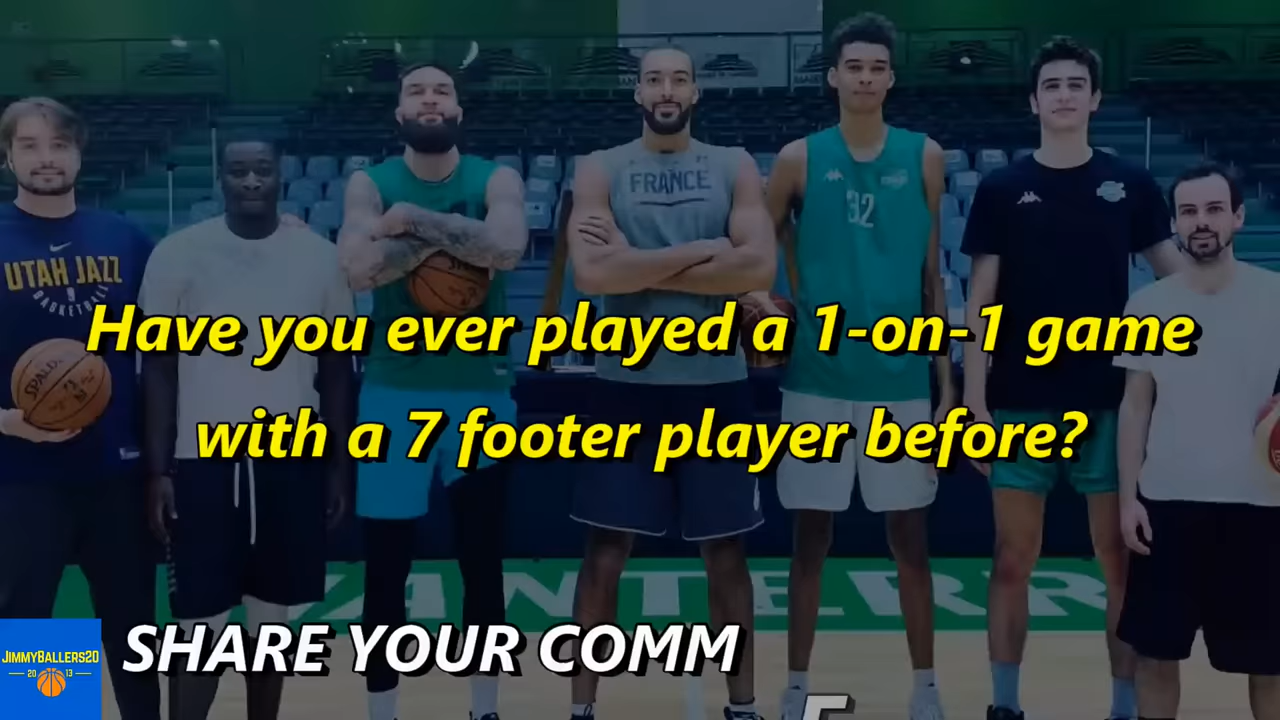 FRANCE
32
UTAH JAZZ
BASKETBALL
SPALDING
Have you ever played a 1-on-1 game
with a 7 footer player before?
JIMMYBALLERS20
20 13
SHARE YOUR COMM
E